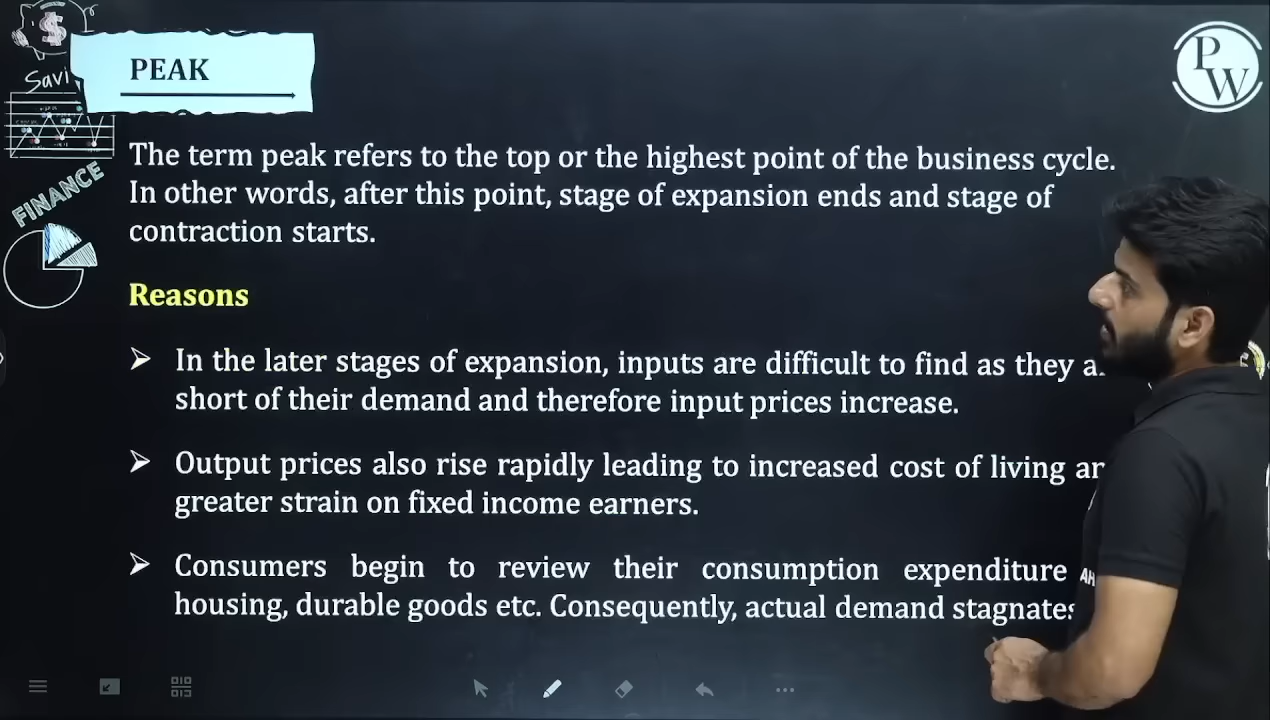 $
Savi
PEAK
PW
FINANCE
The term peak refers to the top or the highest point of the business cycle.
In other words, after this point, stage of expansion ends and stage of
contraction starts.
Reasons
➢ In the later stages of expansion, inputs are difficult to find as they
short of their demand and therefore input prices increase.
➢ Output prices also rise rapidly leading to increased cost of living
greater strain on fixed income earners.
➢ Consumers begin to review their consumption expenditure
housing, durable goods etc. Consequently, actual demand stagnates